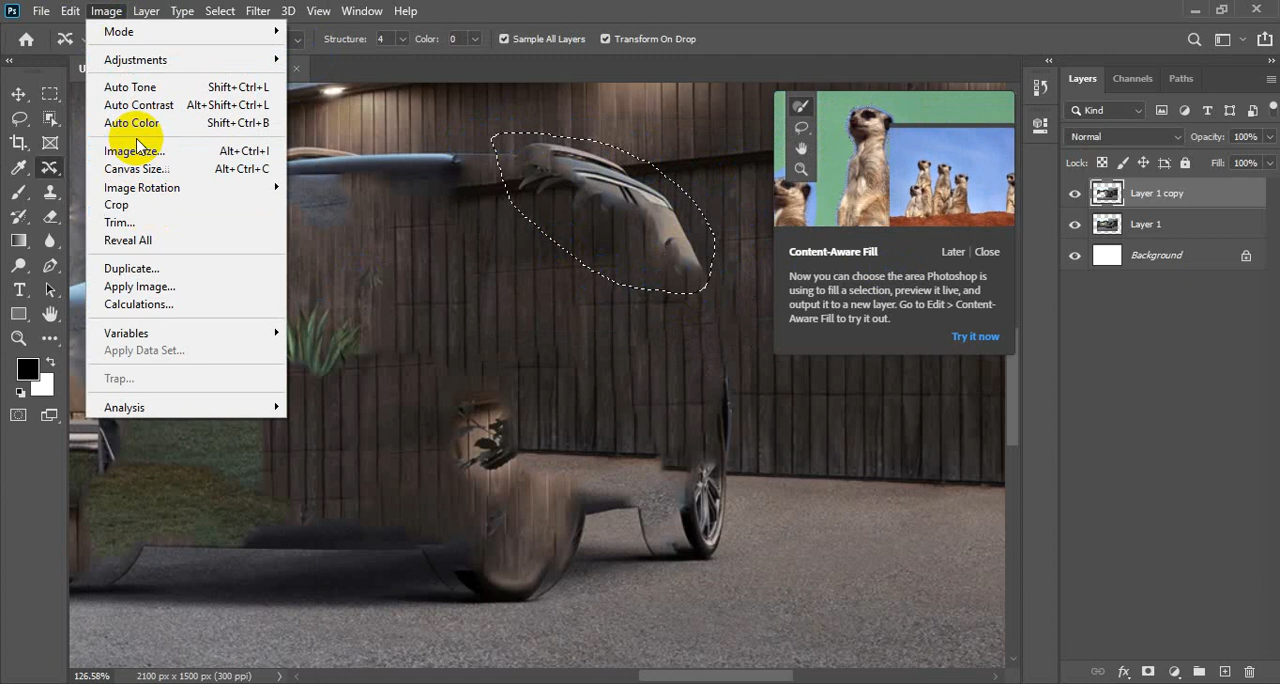 Ps File Edit Image Layer Type Select Filter 3D View Window Help
Structure: 4 Color: 0 Sample All Layers Transform On Drop
Mode
Adjustments
Auto Tone Shift+Ctrl+L
Auto Contrast Alt+Shift+Ctrl+L
Auto Color Shift+Ctrl+B
Image Size... Alt+Ctrl+I
Canvas Size... Alt+Ctrl+C
Image Rotation
Crop
Trim...
Reveal All
Duplicate...
Apply Image...
Calculations...
Variables
Apply Data Set...
Trap...
Analysis
Content-Aware Fill Later Close
Now you can choose the area Photoshop is
using to fill a selection, preview it live, and
output it to a new layer. Go to Edit > Content-
Aware Fill to try it out.
Try it now
Layers Channels Paths
Kind
Normal Opacity: 100%
Lock: Fill: 100%
Layer 1 copy
Layer 1
Background
126.58% 2100 px x 1500 px (300 ppi)